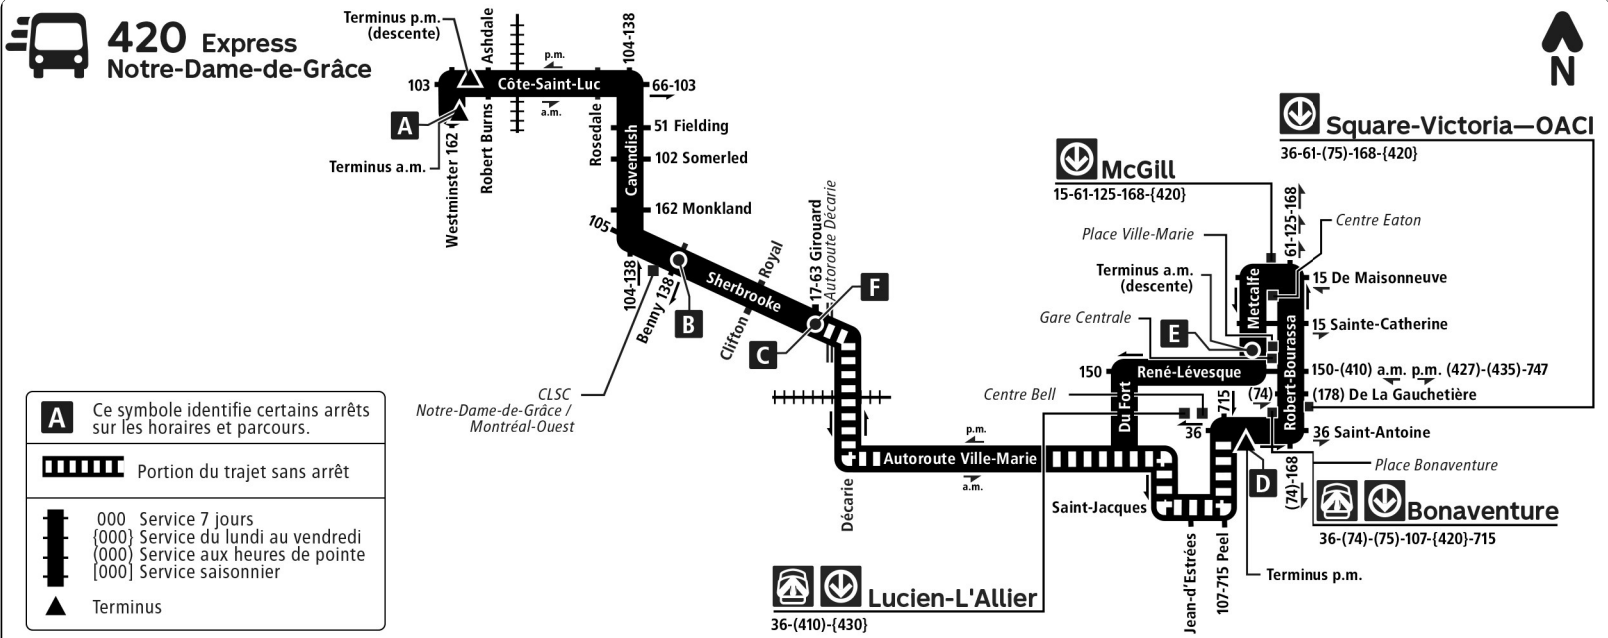 420 Express
Notre-Dame-de-Grâce
Terminus p.m.
(descente)
Ashdale
104-138
103
Côte-Saint-Luc
p.m.
a.m.
66-103
A
Terminus a.m.
Westminster 162
Robert Burns
Rosedale
Cavendish
51 Fielding
102 Somerled
162 Monkland
105
104-138
Benny 138
B
Sherbrooke
Royal
Clifton
17-63 Girouard
Autoroute Décarie
F
C
CLSC
Notre-Dame-de-Grâce /
Montréal-Ouest
N
Square-Victoria—OACI
36-61-(75)-168-{420}
McGill
15-61-125-168-{420}
61-125-168
Centre Eaton
Place Ville-Marie
Terminus a.m.
(descente)
Gare Centrale
E
Metcalfe
15 De Maisonneuve
15 Sainte-Catherine
Robert-Bourassa
150-(410) a.m. p.m. (427)-(435)-747
150
René-Lévesque
(74)
(178) De La Gauchetière
Centre Bell
Du Fort
715
36
36 Saint-Antoine
p.m.
Autoroute Ville-Marie
a.m.
Décarie
Saint-Jacques
D
(74)-168
Place Bonaventure
Bonaventure
36-(74)-(75)-107-{420}-715
Jean-d'Estrées
107-715 Peel
Terminus p.m.
Lucien-L'Allier
36-(410)-{430}
A Ce symbole identifie certains arrêts
sur les horaires et parcours.
Portion du trajet sans arrêt
000 Service 7 jours
{000} Service du lundi au vendredi
(000) Service aux heures de pointe
[000] Service saisonnier
Terminus